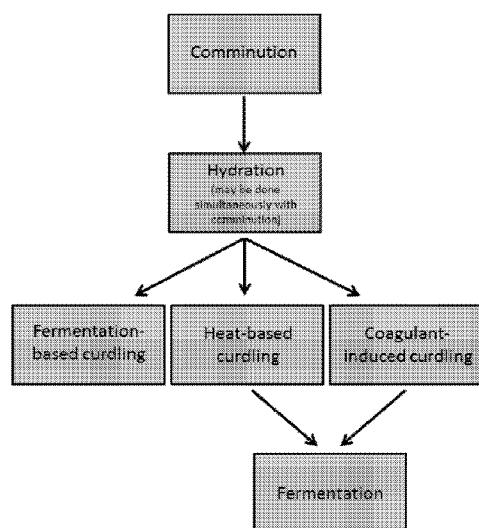 Comminution
Hydration
(may be done
simultaneously with
comminution)
Fermentation-
based curdling
Heat-based
curdling
Coagulant-
induced curdling
Fermentation